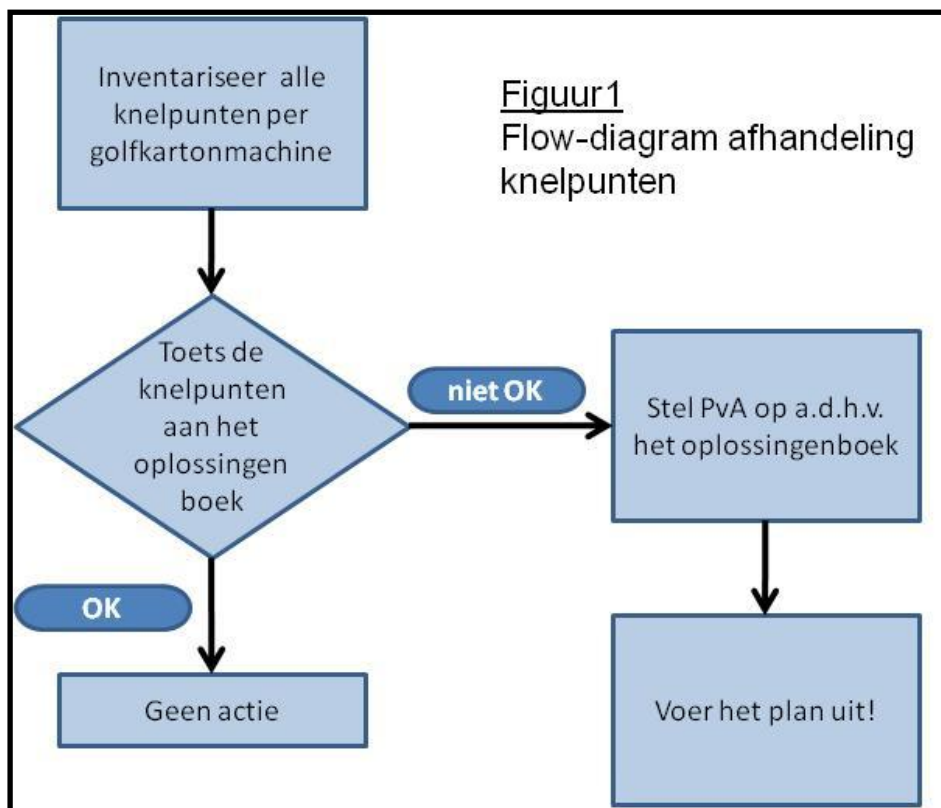 Inventariseer alle
knelpunten per
golfkartonmachine
Figuur1
Flow-diagram afhandeling
knelpunten
Toets de
knelpunten
aan het
oplossingen
boek
niet OK
Stel PvA op a.d.h.v.
het oplossingenboek
OK
Geen actie
Voer het plan uit!